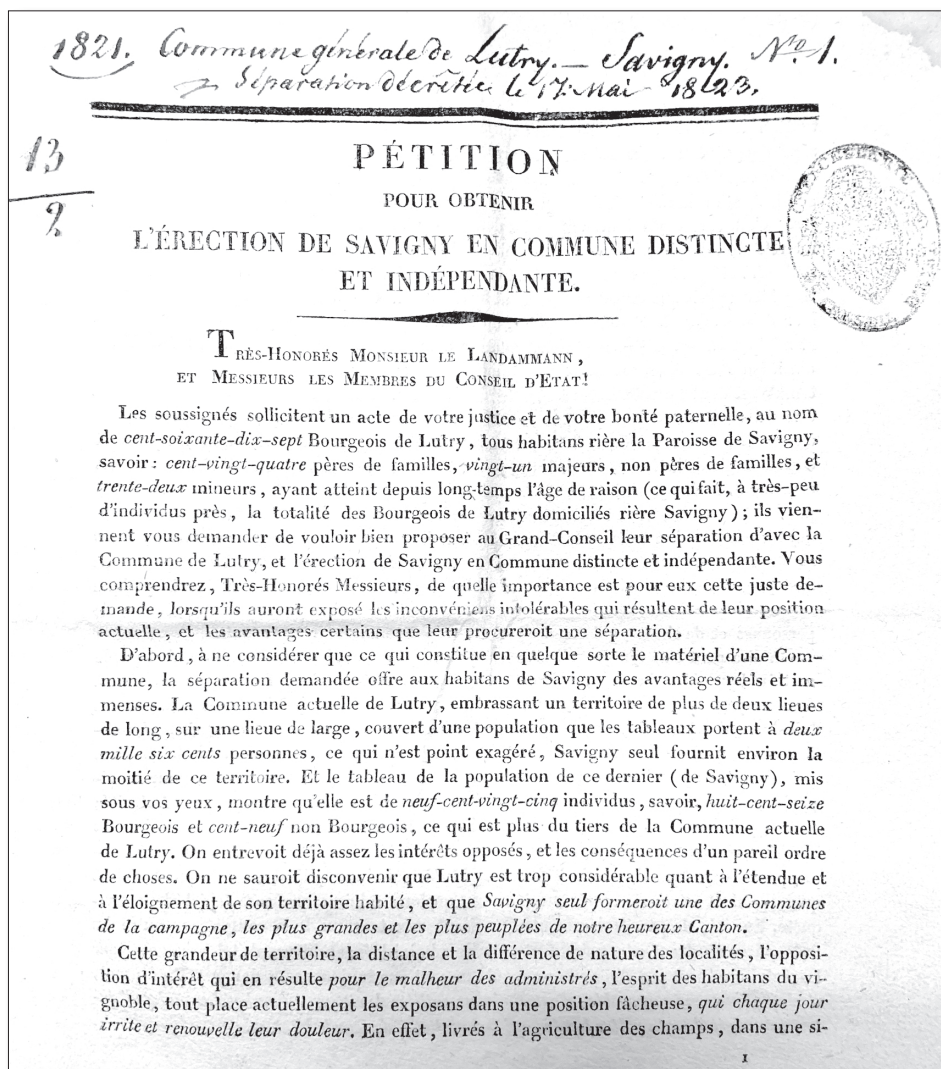 1821. Commune générale de Lutry. — Savigny. No. 1.
Séparation décrétée le 17 Mai 1823.
13
2
PÉTITION
POUR OBTENIR
L'ÉRECTION DE SAVIGNY EN COMMUNE DISTINCTE
ET INDÉPENDANTE.
TRÈS-HONORÉS MONSIEUR LE LANDAMMANN,
ET MESSIEURS LES MEMBRES DU CONSEIL D'ETAT!
Les soussignés sollicitent un acte de votre justice et de votre bonté paternelle, au nom
de cent-soixante-dix-sept Bourgeois de Lutry, tous habitans rière la Paroisse de Savigny,
savoir: cent-vingt-quatre pères de familles, vingt-un majeurs, non pères de familles, et
trente-deux mineurs, ayant atteint depuis long-temps l'âge de raison (ce qui fait, à très-peu
d'individus près, la totalité des Bourgeois de Lutry domiciliés rière Savigny); ils vien-
nent vous demander de vouloir bien proposer au Grand-Conseil leur séparation d'avec la
Commune de Lutry, et l'érection de Savigny en Commune distincte et indépendante. Vous
comprendrez, Très-Honorés Messieurs, de quelle importance est pour eux cette juste de-
mande, lorsqu'ils auront exposé les inconvéniens intolérables qui résultent de leur position
actuelle, et les avantages certains que leur procureroit une séparation.
D'abord, à ne considérer que ce qui constitue en quelque sorte le matériel d'une Com-
mune, la séparation demandée offre aux habitans de Savigny des avantages réels et im-
menses. La Commune actuelle de Lutry, embrassant un territoire de plus de deux lieues
de long, sur une lieue de large, couvert d'une population que les tableaux portent à deux
mille six cents personnes, ce qui n'est point exagéré, Savigny seul fournit environ la
moitié de ce territoire. Et le tableau de la population de ce dernier (de Savigny), mis
sous vos yeux, montre qu'elle est de neuf-cent-vingt-cinq individus, savoir, huit-cent-seize
Bourgeois et cent-neuf non Bourgeois, ce qui est plus du tiers de la Commune actuelle
de Lutry. On entrevoit déjà assez les intérêts opposés, et les conséquences d'un pareil ordre
de choses. On ne sauroit disconvenir que Lutry est trop considérable quant à l'étendue et
à l'éloignement de son territoire habité, et que Savigny seul formeroit une des Communes
de la campagne, les plus grandes et les plus peuplées de notre heureux Canton.
Cette grandeur de territoire, la distance et la différence de nature des localités, l'opposi-
tion d'intérêt qui en résulte pour le malheur des administrés, l'esprit des habitans du vi-
gnoble, tout place actuellement les exposans dans une position fâcheuse, qui chaque jour
irrite et renouvelle leur douleur. En effet, livrés à l'agriculture des champs, dans une si-
1